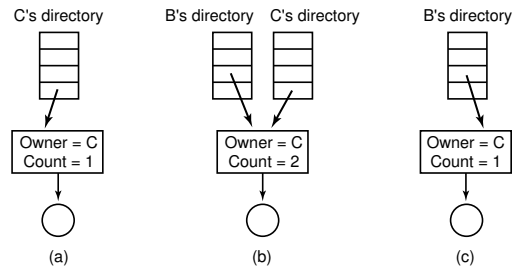 C's directory
B's directory
C's directory
B's directory
Owner = C
Count = 1
Owner = C
Count = 2
Owner = C
Count = 1
(a)
(b)
(c)